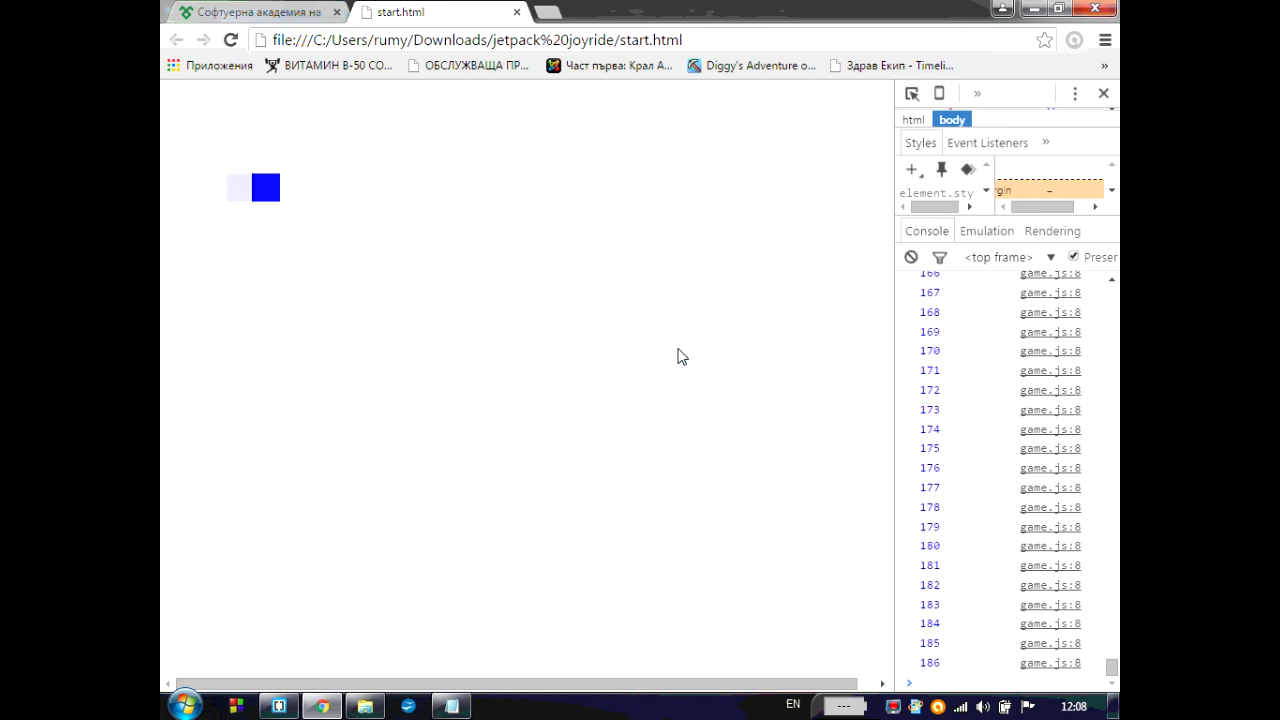 Софтуерна академия на
start.html
file:///C:/Users/rumy/Downloads/jetpack%20joyride/start.html
Приложения
ВИТАМИН B-50 CO...
ОБСЛУЖВАЩА ПР...
Част първа: Крал А...
Diggy's Adventure o...
Здрав Екип - Timeli...
»
»
html
body
Styles
Event Listeners
»
element.sty
rgin
–
Console
Emulation
Rendering
<top frame>
▼
Preser
166 game.js:8
167 game.js:8
168 game.js:8
169 game.js:8
170 game.js:8
171 game.js:8
172 game.js:8
173 game.js:8
174 game.js:8
175 game.js:8
176 game.js:8
177 game.js:8
178 game.js:8
179 game.js:8
180 game.js:8
181 game.js:8
182 game.js:8
183 game.js:8
184 game.js:8
185 game.js:8
186 game.js:8
EN
---
12:08